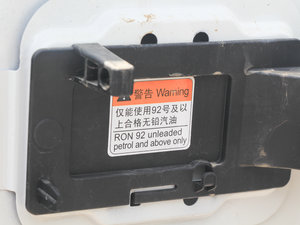 警告 Warning
仅能使用92号及以
上合格无铅汽油
RON 92 unleaded
petrol and above only